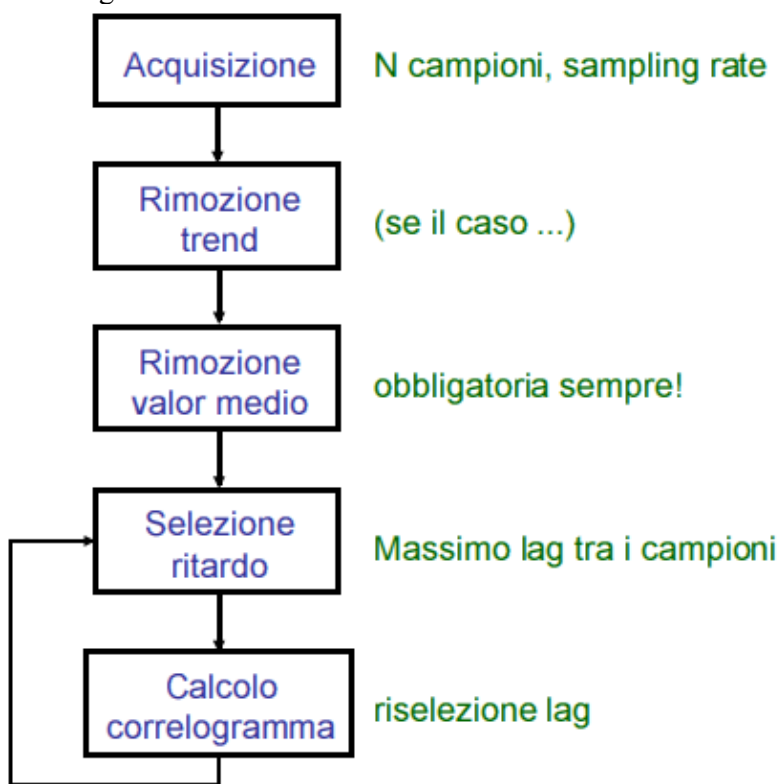 Acquisizione
N campioni, sampling rate
Rimozione
trend
(se il caso ...)
Rimozione
valor medio
obbligatoria sempre!
Selezione
ritardo
Massimo lag tra i campioni
Calcolo
correlogramma
riselezione lag